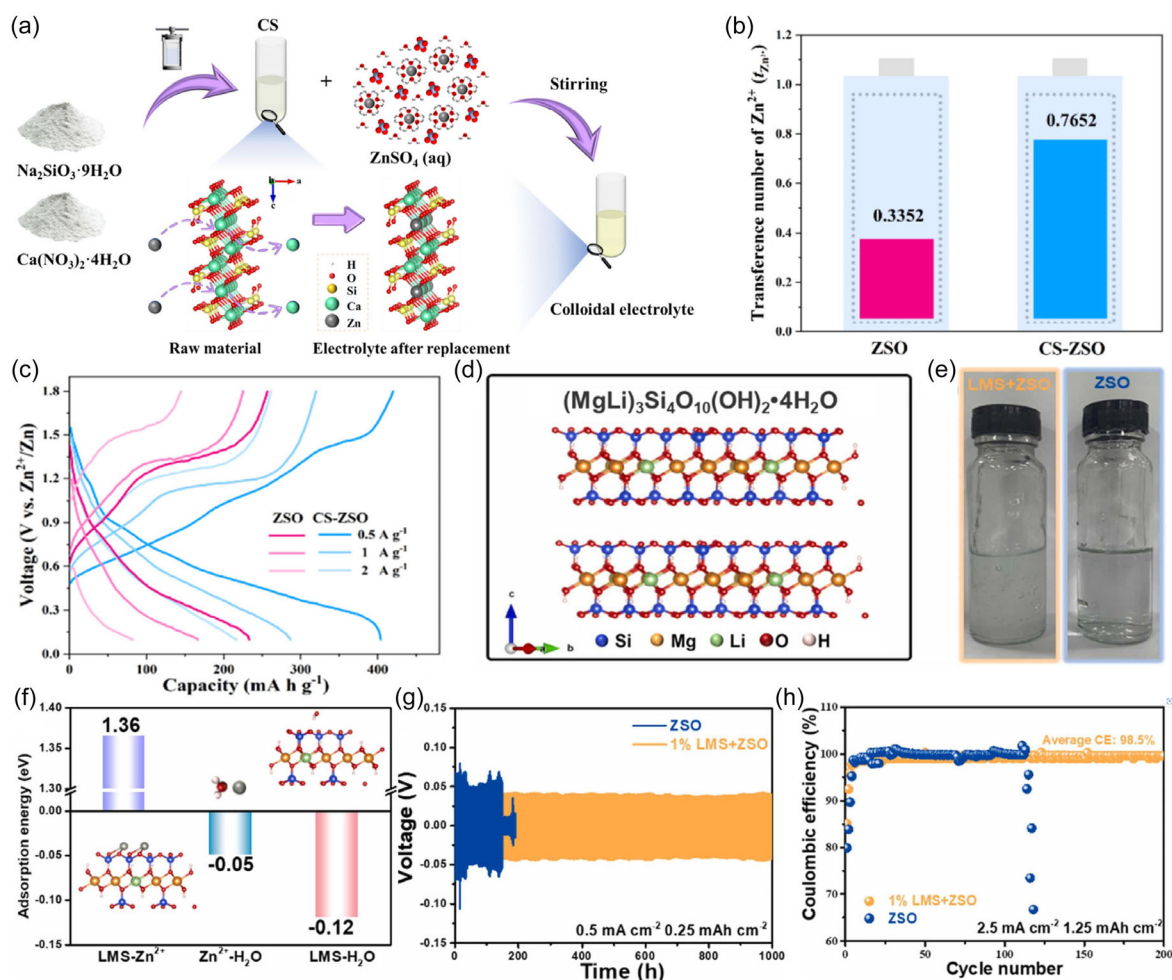 (a)
CS
+
Stirring
Na₂SiO₃·9H₂O
Ca(NO₃)₂·4H₂O
ZnSO₄ (aq)
b
a
c
H
O
Si
Ca
Zn
Raw material
Electrolyte after replacement
Colloidal electrolyte
(b)
Transference number of Zn²⁺ (t_Zn²⁺)
1.2
1.0
0.8
0.6
0.4
0.2
0.0
0.3352
0.7652
ZSO
CS-ZSO
(c)
Voltage (V vs. Zn²⁺/Zn)
1.8
1.5
1.2
0.9
0.6
0.3
0.0
ZSO CS-ZSO
0.5 A g⁻¹
1 A g⁻¹
2 A g⁻¹
0 100 200 300 400
Capacity (mA h g⁻¹)
(d)
(MgLi)₃Si₄O₁₀(OH)₂•4H₂O
c
a
b
Si Mg Li O H
(e)
LMS+ZSO
ZSO
(f)
Adsorption energy (eV)
1.40
1.35
1.30
0.00
-0.05
-0.10
-0.15
1.36
-0.05
-0.12
LMS-Zn²⁺
Zn²⁺-H₂O
LMS-H₂O
(g)
Voltage (V)
0.15
0.10
0.05
0.00
-0.05
-0.10
-0.15
ZSO
1% LMS+ZSO
0.5 mA cm⁻² 0.25 mAh cm⁻²
0 200 400 600 800 1000
Time (h)
(h)
Coulombic efficiency (%)
110
100
90
80
70
60
Average CE: 98.5%
1% LMS+ZSO
ZSO
2.5 mA cm⁻² 1.25 mAh cm⁻²
0 50 100 150 200
Cycle number